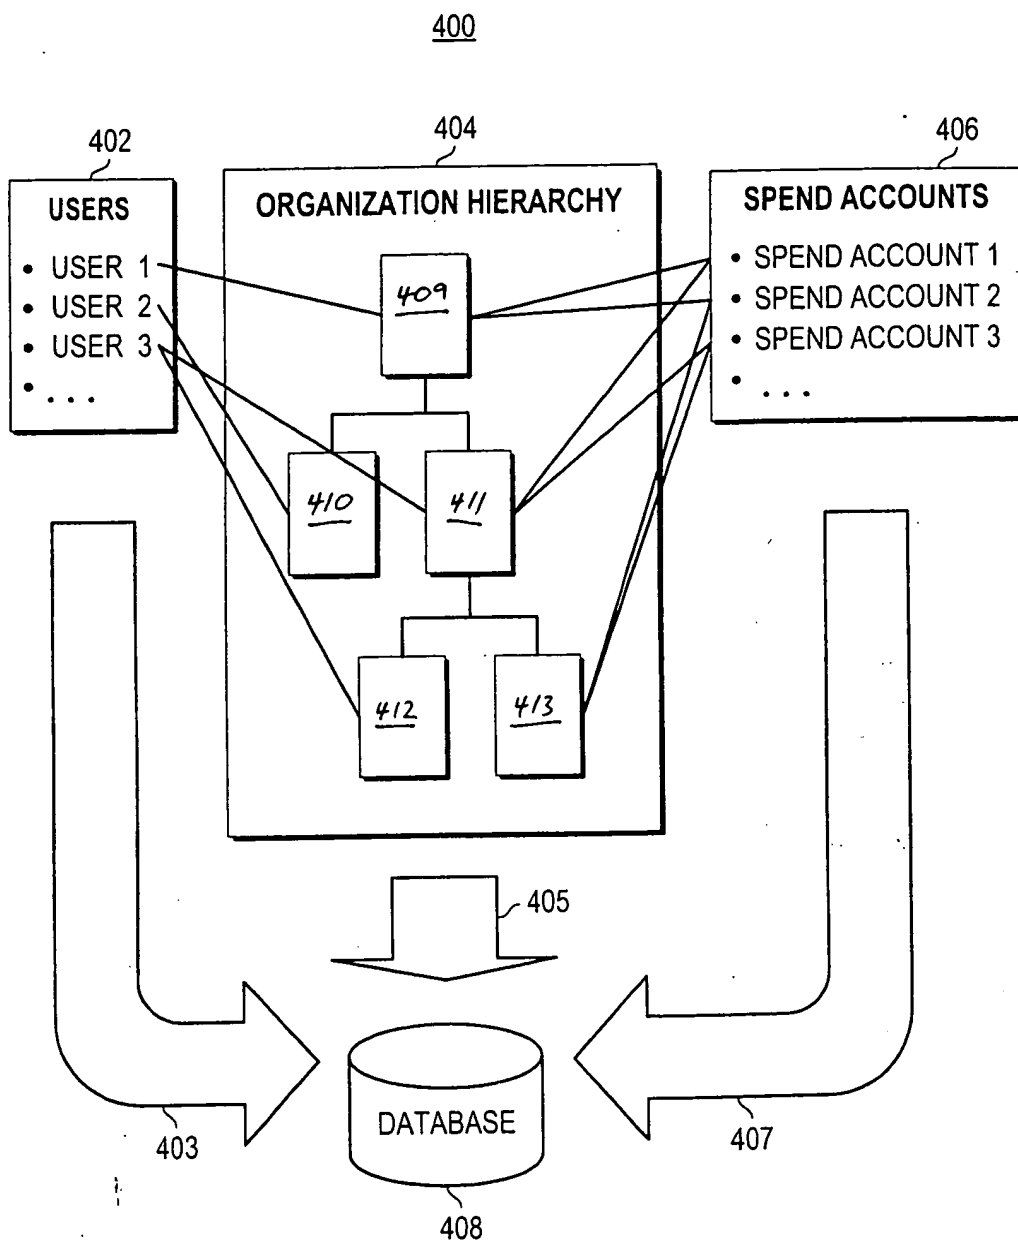 400
402
404
406
USERS
• USER 1
• USER 2
• USER 3
• . . .
ORGANIZATION HIERARCHY
409
410
411
412
413
SPEND ACCOUNTS
• SPEND ACCOUNT 1
• SPEND ACCOUNT 2
• SPEND ACCOUNT 3
• . . .
405
403
407
DATABASE
408